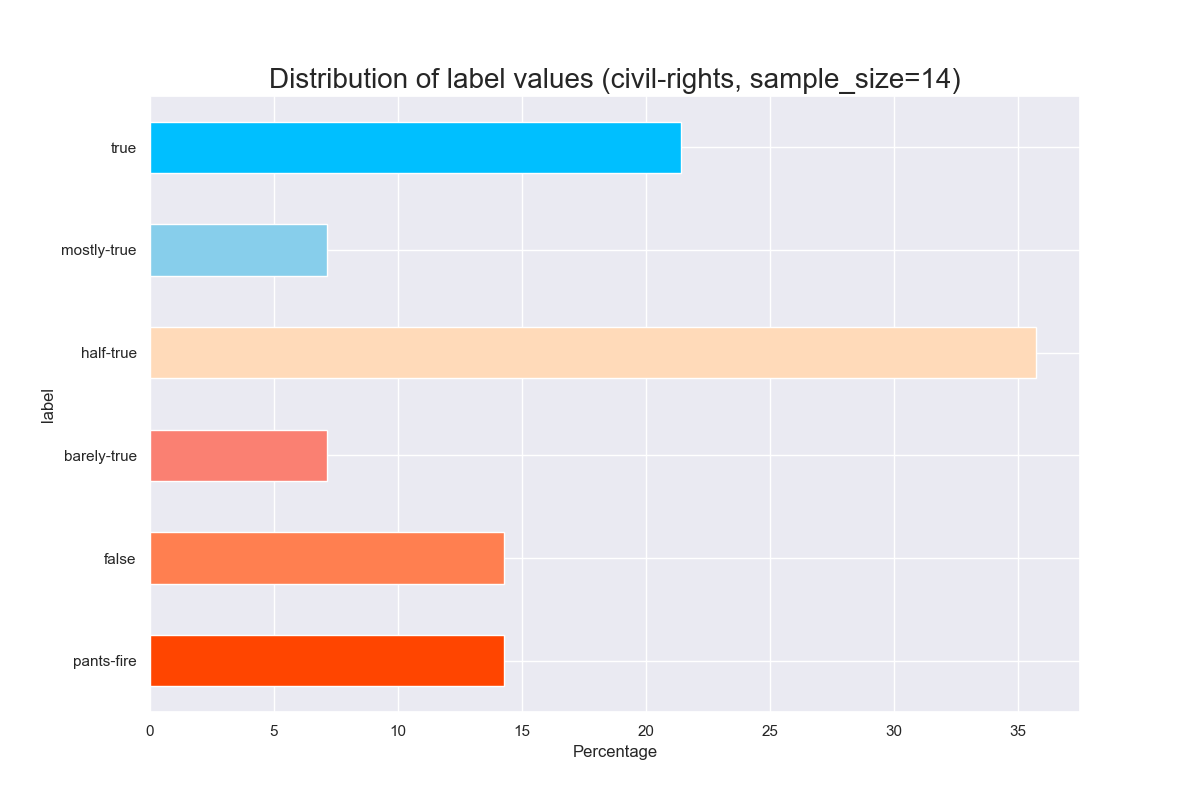 Distribution of label values (civil-rights, sample_size=14)
true
mostly-true
half-true
barely-true
false
pants-fire
label
0 5 10 15 20 25 30 35
Percentage